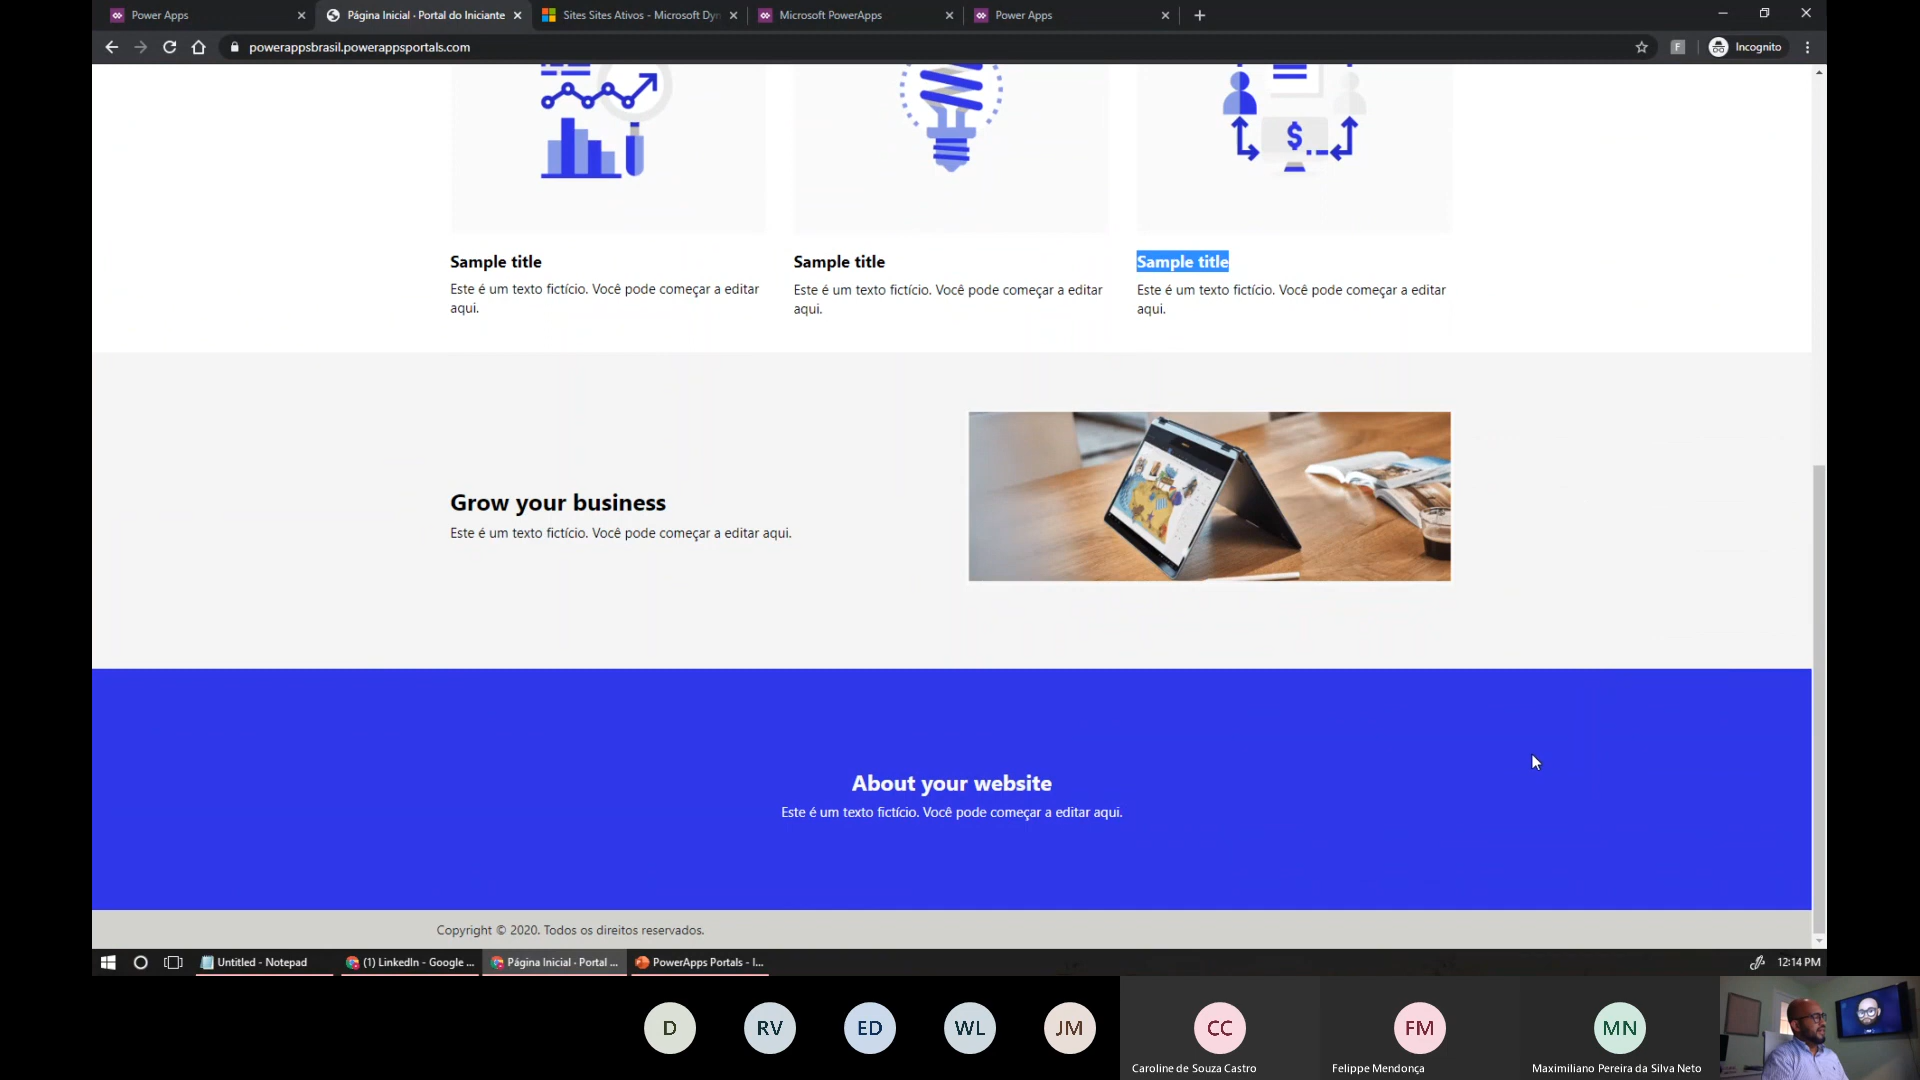 Power Apps
Página Inicial · Portal do Iniciante
Sites Sites Ativos - Microsoft Dyn
Microsoft PowerApps
Power Apps
powerappsbrasil.powerappsportals.com
F
Incognito
$
Sample title
Sample title
Sample title
Este é um texto fictício. Você pode começar a editar
aqui.
Este é um texto fictício. Você pode começar a editar
aqui.
Este é um texto fictício. Você pode começar a editar
aqui.
Grow your business
Este é um texto fictício. Você pode começar a editar aqui.
About your website
Este é um texto fictício. Você pode começar a editar aqui.
Copyright © 2020. Todos os direitos reservados.
Untitled - Notepad
(1) LinkedIn - Google ...
Página Inicial · Portal ...
PowerApps Portals - I...
12:14 PM
D
RV
ED
WL
JM
CC
FM
MN
Caroline de Souza Castro
Felippe Mendonça
Maximiliano Pereira da Silva Neto